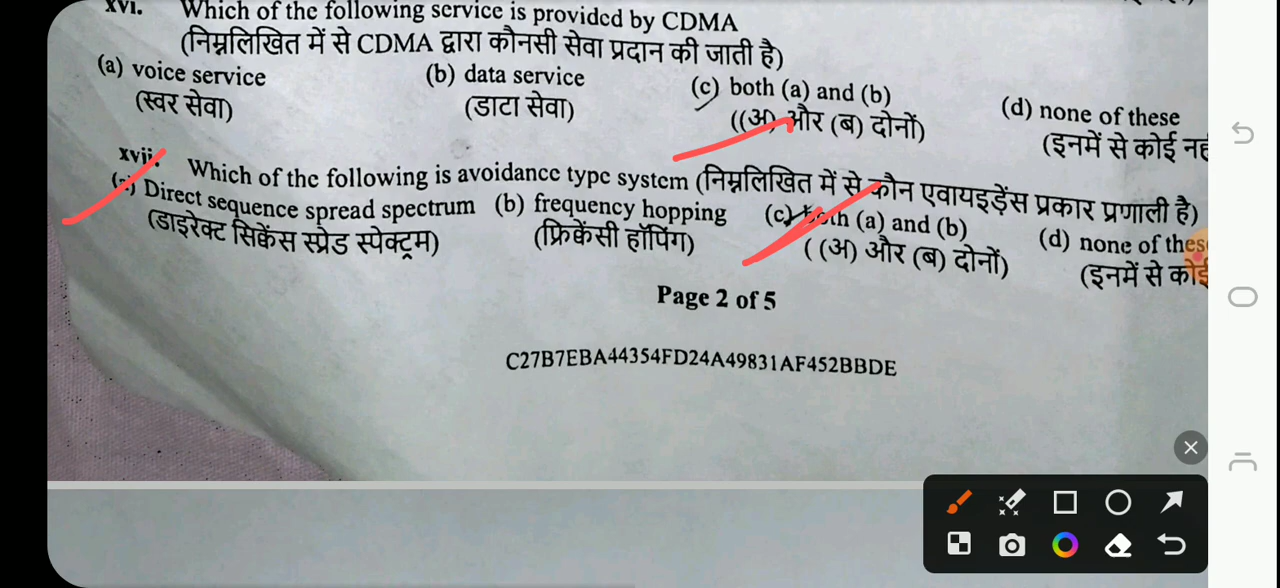 xvi. Which of the following service is provided by CDMA
(निम्नलिखित में से CDMA द्वारा कौनसी सेवा प्रदान की जाती है)
(a) voice service (b) data service (c) both (a) and (b) (d) none of these
(स्वर सेवा) (डाटा सेवा) ((अ) और (ब) दोनों) (इनमें से कोई
xvii. Which of the following is avoidance type system (निम्नलिखित में से कौन एवायइडेंस प्रकार प्रणाली है)
Direct sequence spread spectrum (b) frequency hopping (c) both (a) and (b) (d) none of
(डाइरेक्ट सिक्वेंस स्प्रेड स्पेक्ट्रम) (फ्रिक्वेंसी हॉपिंग) ((अ) और (ब) दोनों) (इनमें से
Page 2 of 5
C27B7EBA44354FD24A49831AF452BBDE